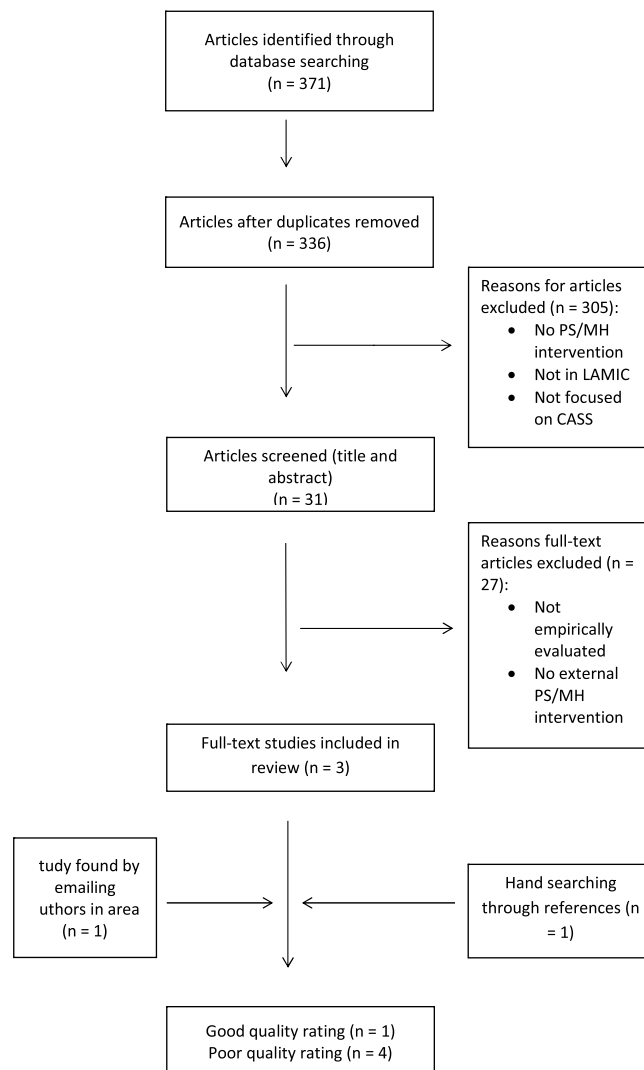 Articles identified through
database searching
(n = 371)
Articles after duplicates removed
(n = 336)
Reasons for articles
excluded (n = 305):
• No PS/MH
intervention
• Not in LAMIC
• Not focused
on CASS
Articles screened (title and
abstract)
(n = 31)
Reasons full-text
articles excluded (n =
27):
• Not
empirically
evaluated
• No external
PS/MH
intervention
Full-text studies included in
review (n = 3)
tudy found by
emailing
uthors in area
(n = 1)
Hand searching
through references (n
= 1)
Good quality rating (n = 1)
Poor quality rating (n = 4)